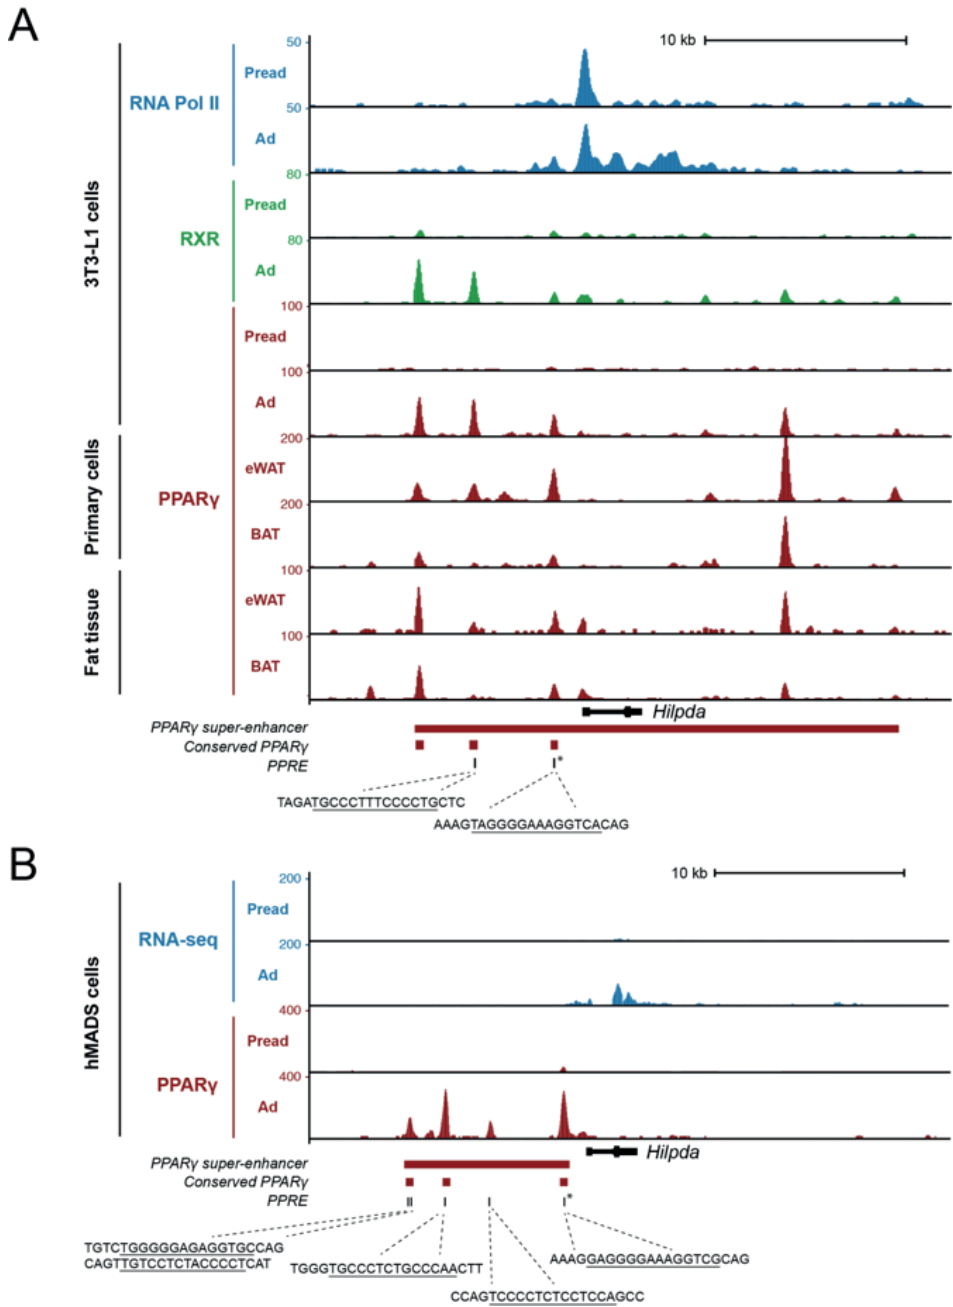 A
10 kb
50
Pread
RNA Pol II
50
Ad
80
Pread
RXR
80
Ad
100
Pread
100
Ad
200
eWAT
PPARγ
200
BAT
100
eWAT
100
BAT
3T3-L1 cells
Primary cells
Fat tissue
Hilpda
PPARγ super-enhancer
Conserved PPARγ
PPRE
*
TAGATGCCCTTTCCCCTGCTC
AAAGTAGGGGAAAGGTCACAG
B
10 kb
200
Pread
RNA-seq
200
Ad
400
Pread
PPARγ
400
Ad
hMADS cells
Hilpda
PPARγ super-enhancer
Conserved PPARγ
PPRE
*
TGTCTGGGGGAGAGGTGCCAG
CAGTTGTCCTCTACCCCTCAT
TGGGTGCCCTCTGCCCAACTT
AAAGGAGGGGAAAGGTCGCAG
CCAGTCCCCTCTCCTCCAGCC